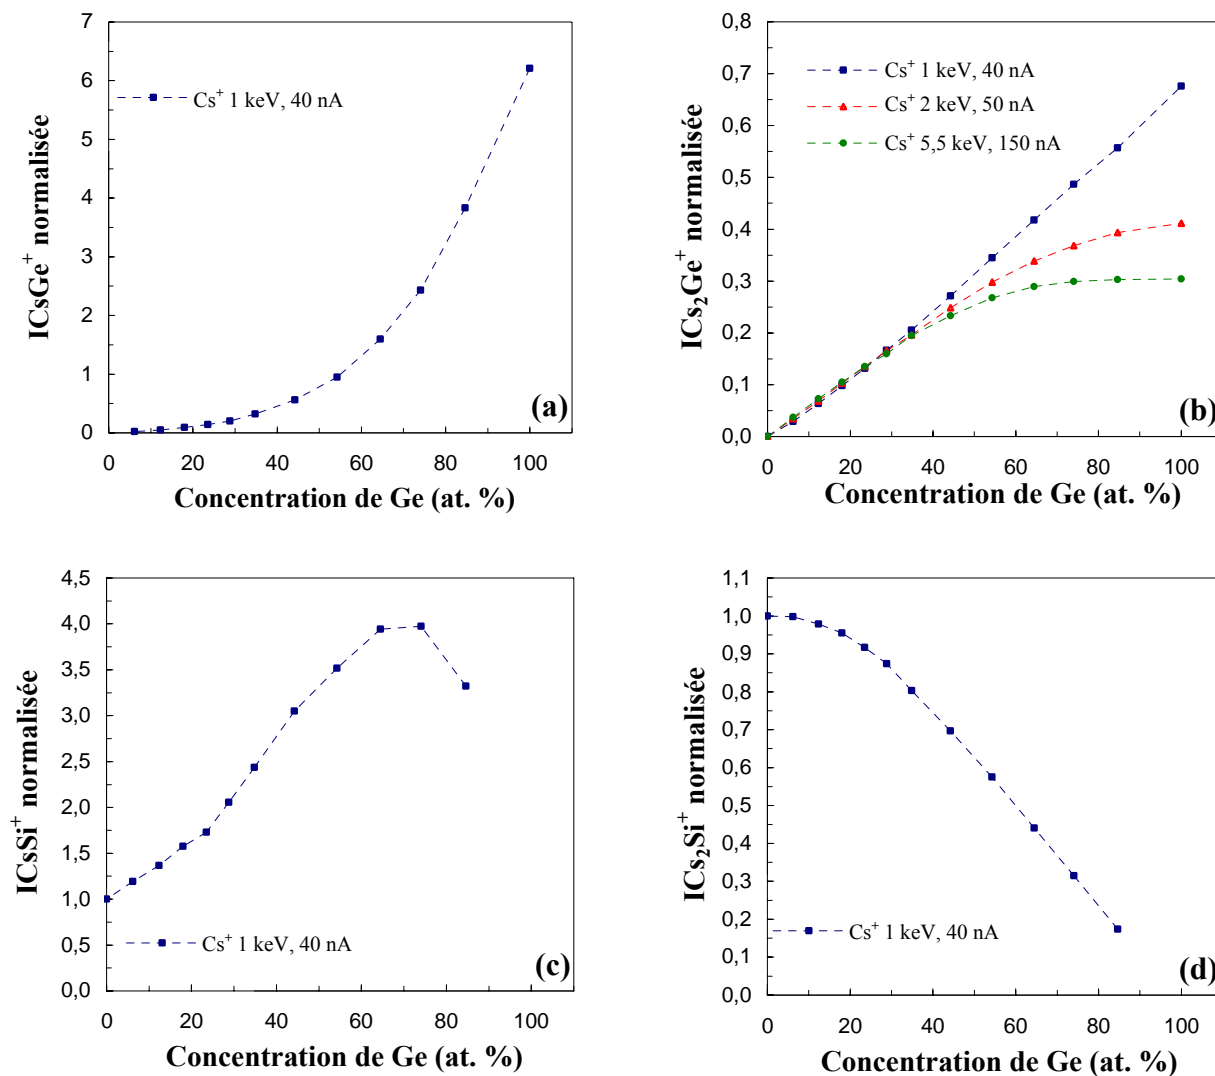 7
6
5
4
3
2
1
0
ICsGe⁺ normalisée
Cs⁺ 1 keV, 40 nA
(a)
0 20 40 60 80 100
Concentration de Ge (at. %)
0,8
0,7
0,6
0,5
0,4
0,3
0,2
0,1
0,0
ICs₂Ge⁺ normalisée
Cs⁺ 1 keV, 40 nA
Cs⁺ 2 keV, 50 nA
Cs⁺ 5,5 keV, 150 nA
(b)
0 20 40 60 80 100
Concentration de Ge (at. %)
4,5
4,0
3,5
3,0
2,5
2,0
1,5
1,0
0,5
0,0
ICsSi⁺ normalisée
Cs⁺ 1 keV, 40 nA
(c)
0 20 40 60 80 100
Concentration de Ge (at. %)
1,1
1,0
0,9
0,8
0,7
0,6
0,5
0,4
0,3
0,2
0,1
0,0
ICs₂Si⁺ normalisée
Cs⁺ 1 keV, 40 nA
(d)
0 20 40 60 80 100
Concentration de Ge (at. %)